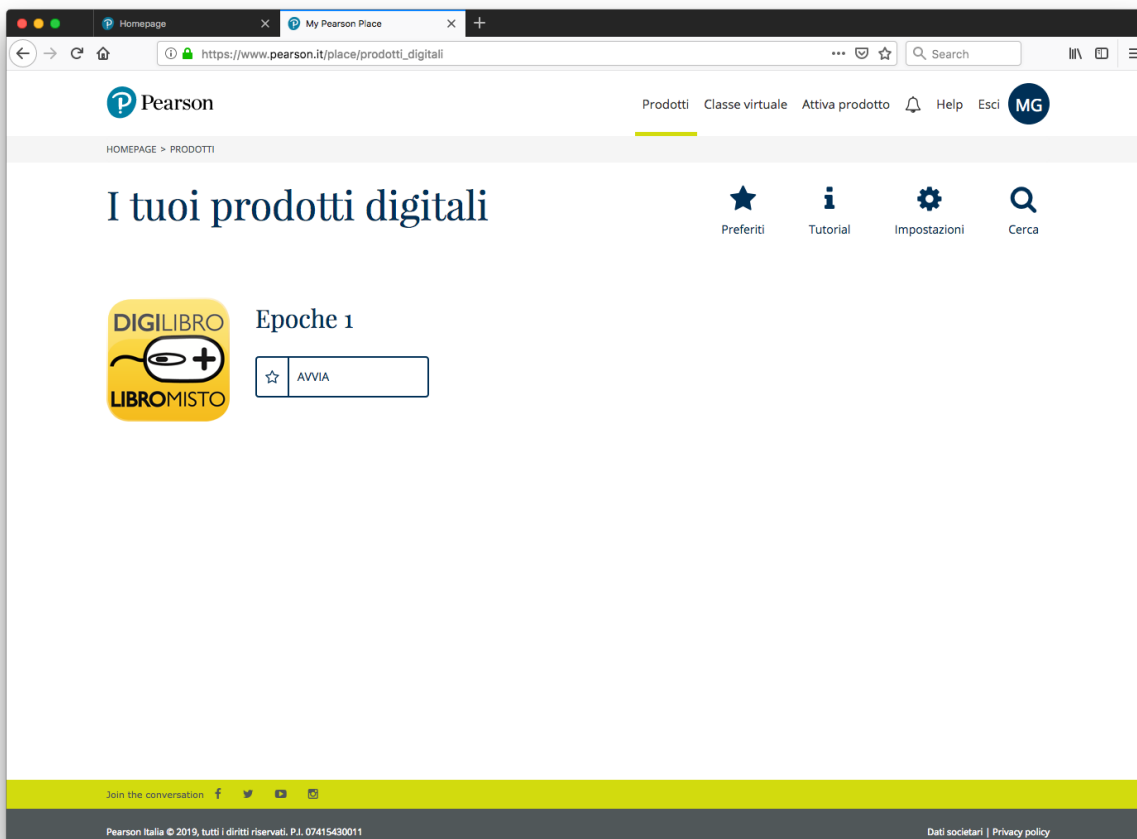 Homepage
My Pearson Place
https://www.pearson.it/place/prodotti_digitali
Search
Pearson
Prodotti Classe virtuale Attiva prodotto Help Esci MG
HOMEPAGE > PRODOTTI
I tuoi prodotti digitali
Preferiti Tutorial Impostazioni Cerca
DIGILIBRO
LIBROMISTO
Epoche 1
AVVIA
Join the conversation
Pearson Italia © 2019, tutti i diritti riservati. P.I. 07415430011
Dati societari | Privacy policy